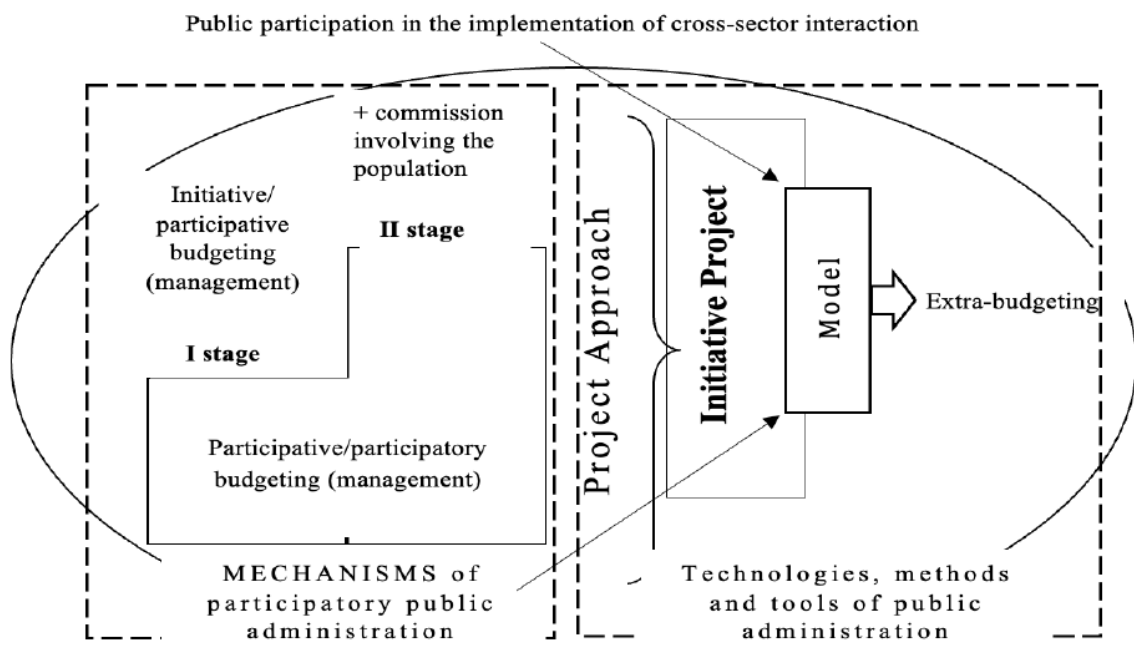 Public participation in the implementation of cross-sector interaction
+ commission
involving the
population
Initiative/
participative
budgeting
(management)
II stage
I stage
Participative/participatory
budgeting (management)
MECHANISMS of
participatory public
administration
Project Approach
Initiative Project
Model
Extra-budgeting
Technologies, methods
and tools of public
administration